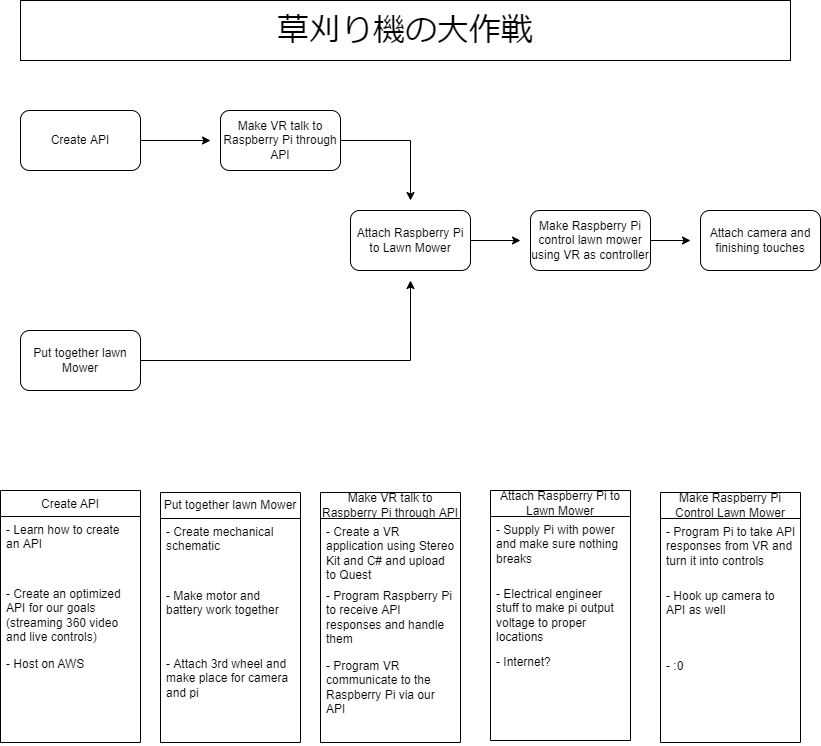 草刈り機の大作戦
Create API
Make VR talk to
Raspberry Pi through
API
Attach Raspberry Pi
to Lawn Mower
Make Raspberry Pi
control lawn mower
using VR as controller
Attach camera and
finishing touches
Put together lawn
Mower
Create API
- Learn how to create
an API
- Create an optimized
API for our goals
(streaming 360 video
and live controls)
- Host on AWS
Put together lawn Mower
- Create mechanical
schematic
- Make motor and
battery work together
- Attach 3rd wheel and
make place for camera
and pi
Make VR talk to
Raspberry Pi through API
- Create a VR
application using Stereo
Kit and C# and upload
to Quest
- Program Raspberry Pi
to receive API
responses and handle
them
- Program VR
communicate to the
Raspberry Pi via our
API
Attach Raspberry Pi to
Lawn Mower
- Supply Pi with power
and make sure nothing
breaks
- Electrical engineer
stuff to make pi output
voltage to proper
locations
- Internet?
Make Raspberry Pi
Control Lawn Mower
- Program Pi to take API
responses from VR and
turn it into controls
- Hook up camera to
API as well
- :0